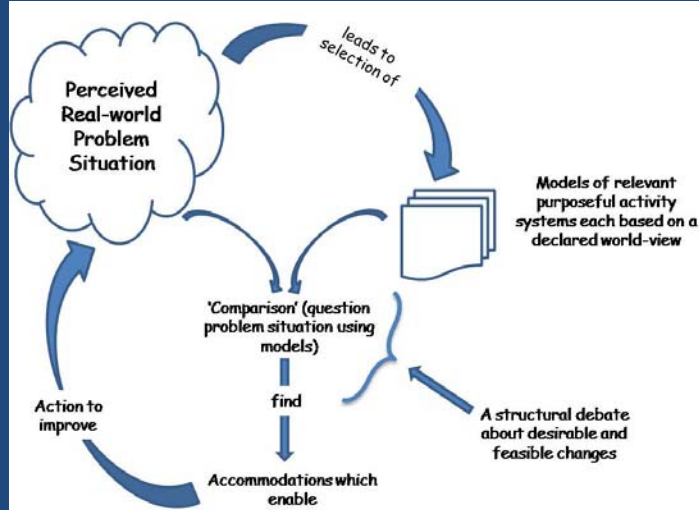 Perceived
Real-world
Problem
Situation
leads to
selection of
Models of relevant
purposeful activity
systems each based on a
declared world-view
'Comparison' (question
problem situation using
models)
find
Action to
improve
A structural debate
about desirable and
feasible changes
Accommodations which
enable